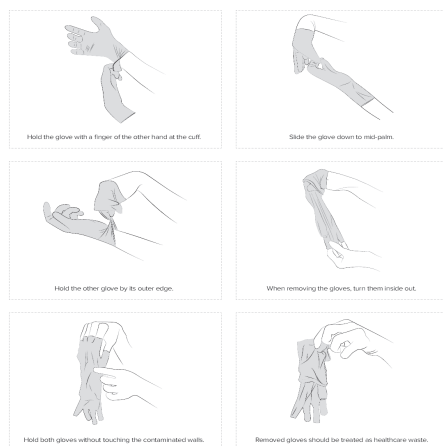 Hold the glove with a finger of the other hand at the cuff.
Slide the glove down to mid-palm.
Hold the other glove by its outer edge.
When removing the gloves, turn them inside out.
Hold both gloves without touching the contaminated walls.
Removed gloves should be treated as healthcare waste.